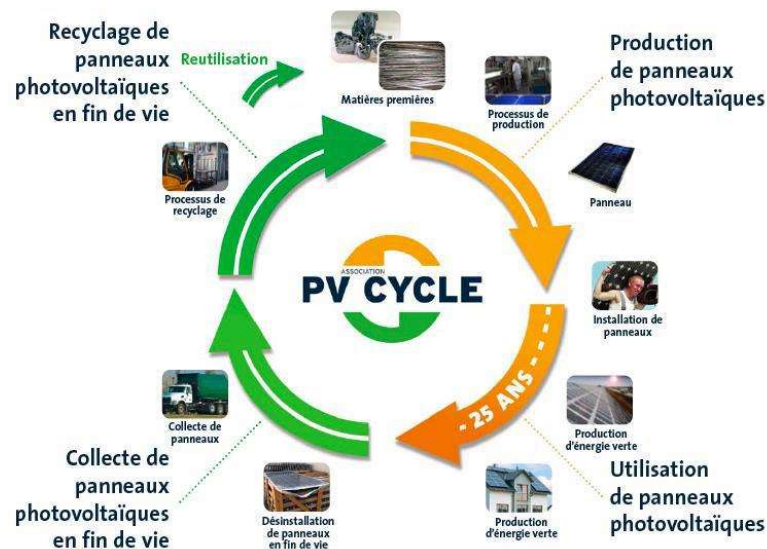 Recyclage de
panneaux
photovoltaïques
en fin de vie
Reutilisation
Matières premières
Processus de
production
Production
de panneaux
photovoltaïques
Processus de
recyclage
Panneau
ASSOCIATION
PV CYCLE
Installation de
panneaux
- 25 ANS -
Collecte de
panneaux
Production
d'énergie verte
Collecte de
panneaux
photovoltaïques
en fin de vie
Désinstallation
de panneaux
en fin de vie
Production
d'énergie verte
Utilisation
de panneaux
photovoltaïques